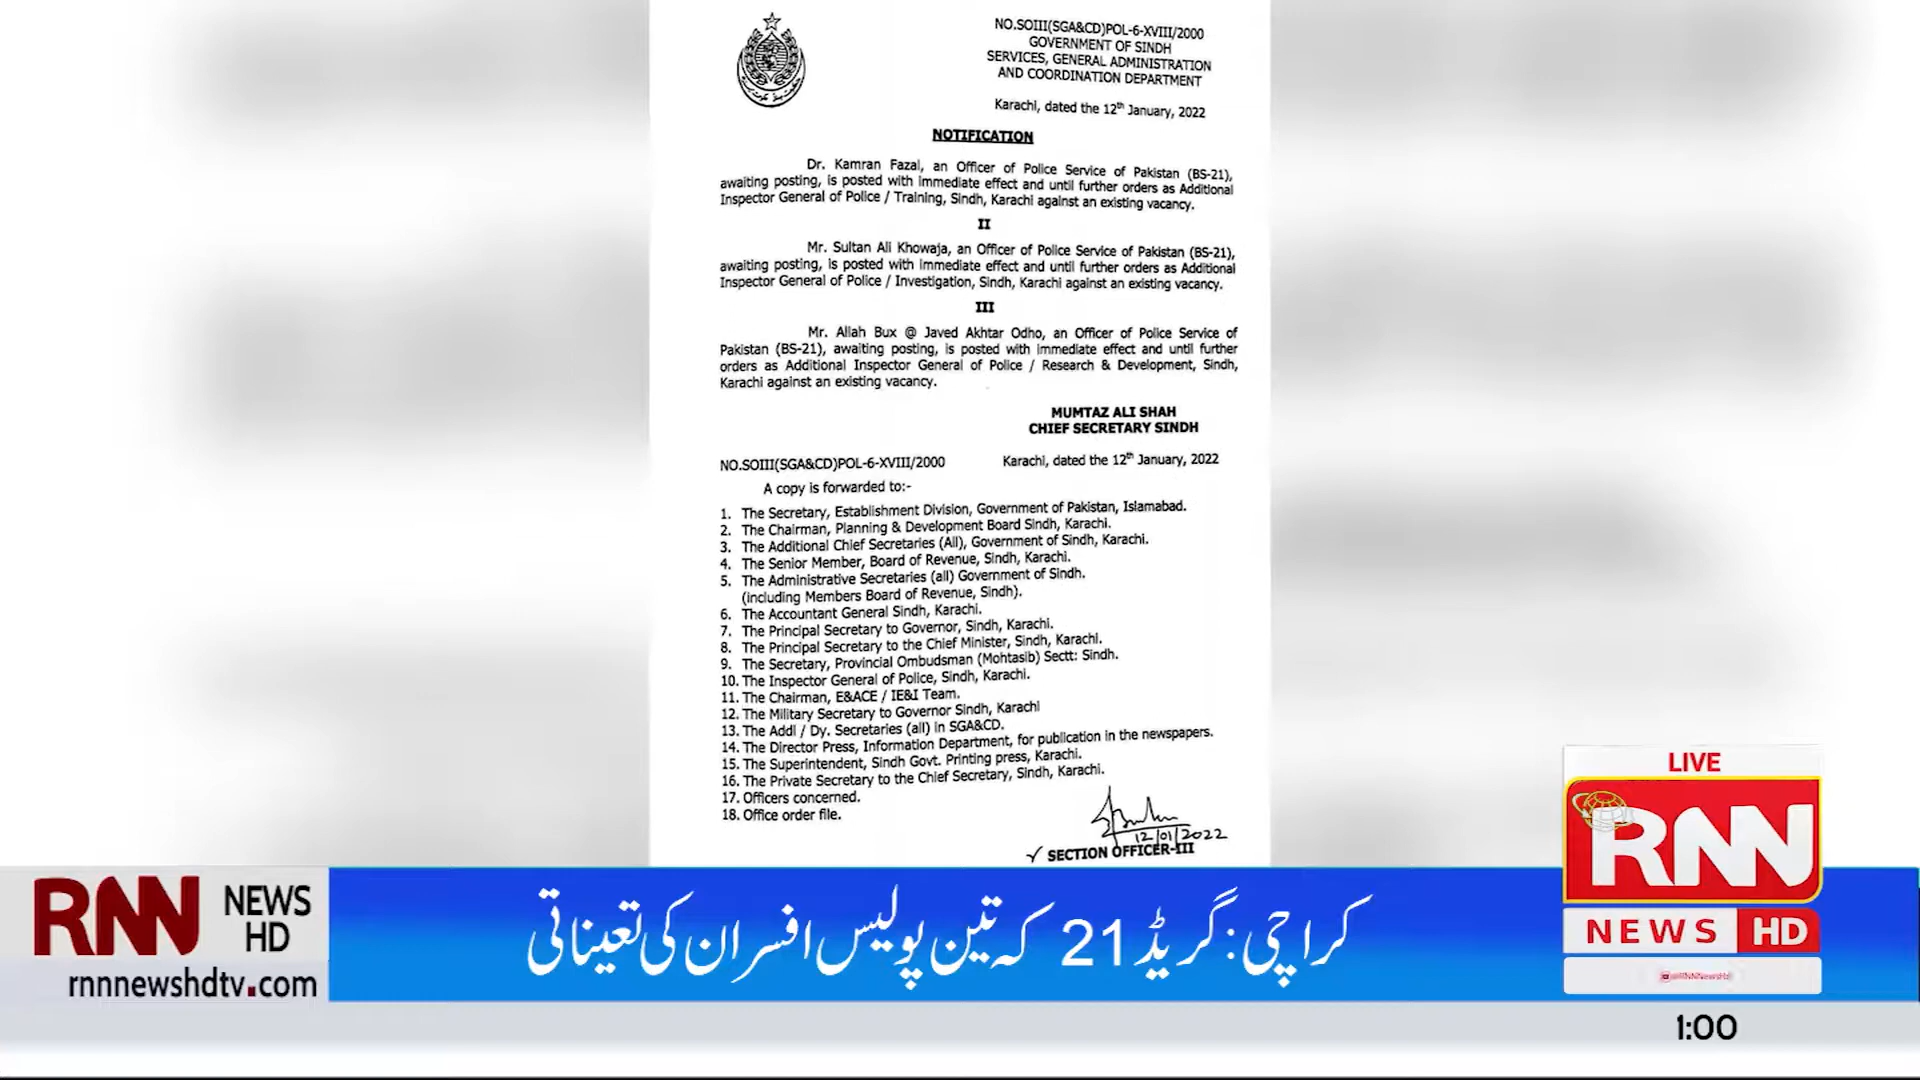 NO.SOIII(SGA&CD)POL-6-XVIII/2000
GOVERNMENT OF SINDH
SERVICES, GENERAL ADMINISTRATION
AND COORDINATION DEPARTMENT
Karachi, dated the 12th January, 2022
NOTIFICATION
Dr. Kamran Fazal, an Officer of Police Service of Pakistan (BS-21),
awaiting posting, is posted with immediate effect and until further orders as Additional
Inspector General of Police / Training, Sindh, Karachi against an existing vacancy.
II
Mr. Sultan Ali Khowaja, an Officer of Police Service of Pakistan (BS-21),
awaiting posting, is posted with immediate effect and until further orders as Additional
Inspector General of Police / Investigation, Sindh, Karachi against an existing vacancy.
III
Mr. Allah Bux @ Javed Akhtar Odho, an Officer of Police Service of
Pakistan (BS-21), awaiting posting, is posted with immediate effect and until further
orders as Additional Inspector General of Police / Research & Development, Sindh,
Karachi against an existing vacancy.
MUMTAZ ALI SHAH
CHIEF SECRETARY SINDH
NO.SOIII(SGA&CD)POL-6-XVIII/2000 Karachi, dated the 12th January, 2022
A copy is forwarded to:-
1. The Secretary, Establishment Division, Government of Pakistan, Islamabad.
2. The Chairman, Planning & Development Board Sindh, Karachi.
3. The Additional Chief Secretaries (All), Government of Sindh, Karachi.
4. The Senior Member, Board of Revenue, Sindh, Karachi.
5. The Administrative Secretaries (all) Government of Sindh.
(including Members Board of Revenue, Sindh).
6. The Accountant General Sindh, Karachi.
7. The Principal Secretary to Governor, Sindh, Karachi.
8. The Principal Secretary to the Chief Minister, Sindh, Karachi.
9. The Secretary, Provincial Ombudsman (Mohtasib) Sectt: Sindh.
10. The Inspector General of Police, Sindh, Karachi.
11. The Chairman, E&ACE / IE&I Team.
12. The Military Secretary to Governor Sindh, Karachi
13. The Addl / Dy. Secretaries (all) in SGA&CD.
14. The Director Press, Information Department, for publication in the newspapers.
15. The Superintendent, Sindh Govt. Printing press, Karachi.
16. The Private Secretary to the Chief Secretary, Sindh, Karachi.
17. Officers concerned.
18. Office order file.
12/01/2022
SECTION OFFICER-III
LIVE
RNN
NEWS HD
@RNNNewsHd
RNN NEWS HD
rnnnewshdtv.com
کراچی: گریڈ 21 کہ تین پولیس افسران کی تعیناتی
1:00